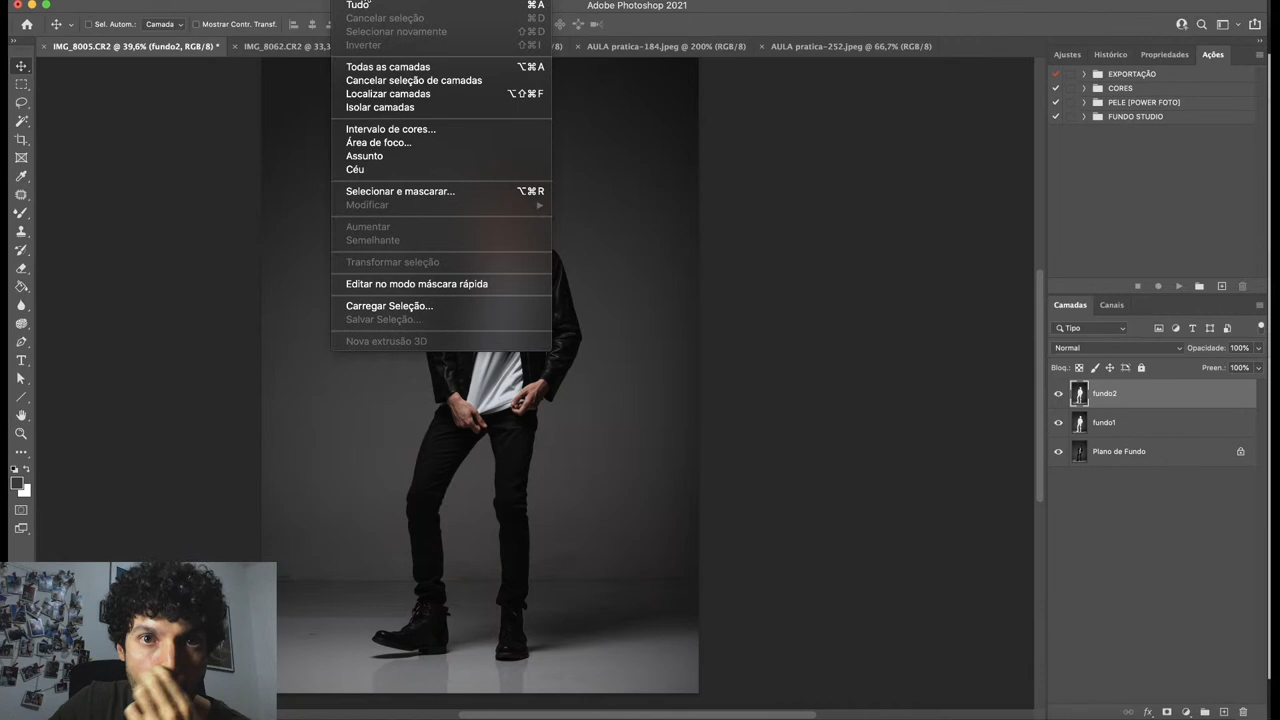 Adobe Photoshop 2021
Tudo ⌘A
Cancelar seleção ⌘D
Selecionar novamente ⇧⌘D
Inverter ⇧⌘I
Todas as camadas ⌥⌘A
Cancelar seleção de camadas
Localizar camadas ⌥⇧⌘F
Isolar camadas
Intervalo de cores...
Área de foco...
Assunto
Céu
Selecionar e mascarar... ⌥⌘R
Modificar
Aumentar
Semelhante
Transformar seleção
Editar no modo máscara rápida
Carregar Seleção...
Salvar Seleção...
Nova extrusão 3D
Sel. Autom.: Camada
Mostrar Contr. Transf.
IMG_8005.CR2 @ 39,6% (fundo2, RGB/8) *
IMG_8062.CR2 @ 33,3
AULA pratica-184.jpeg @ 200% (RGB/8)
AULA pratica-252.jpeg @ 66,7% (RGB/8)
Ajustes Histórico Propriedades Ações
EXPORTAÇÃO
CORES
PELE [POWER FOTO]
FUNDO STUDIO
Camadas Canais
Tipo
Normal Opacidade: 100%
Bloq.: Preen.: 100%
fundo2
fundo1
Plano de Fundo